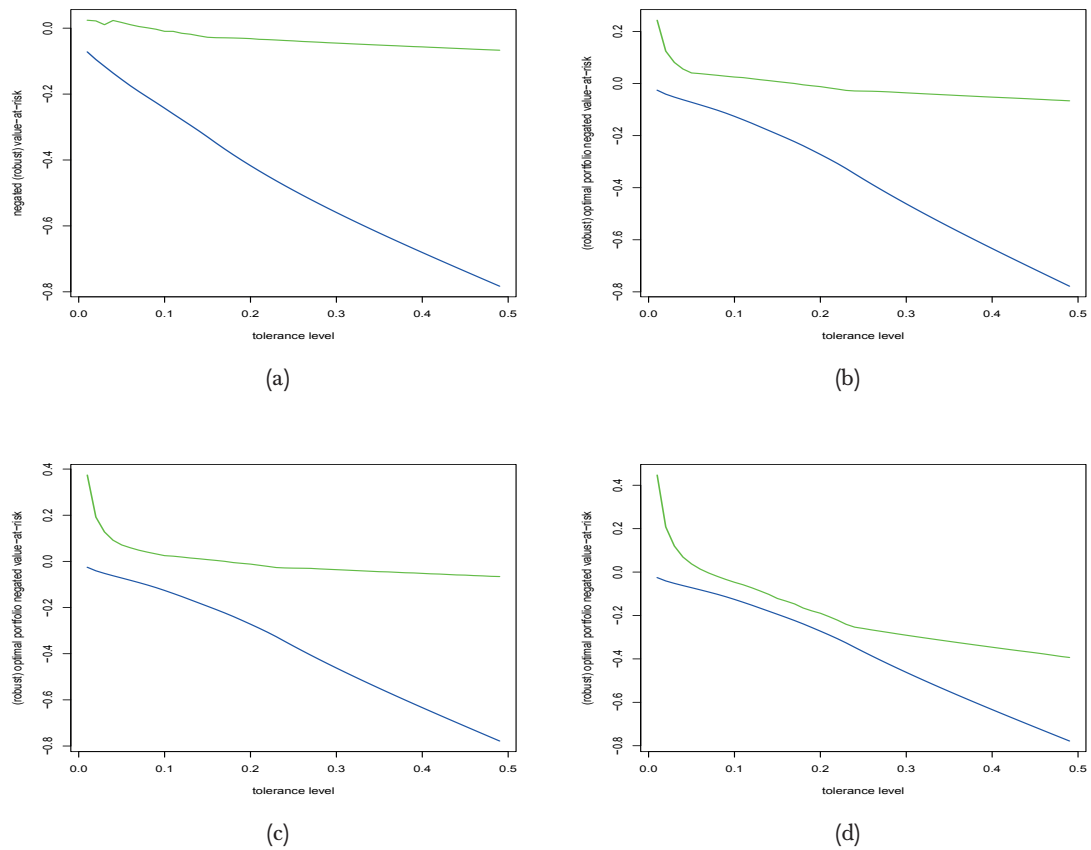 negated (robust) value−at−risk
0.0
−0.2
−0.4
−0.6
−0.8
0.0 0.1 0.2 0.3 0.4 0.5
tolerance level
(a)
(robust) optimal portfolio negated value−at−risk
0.2
0.0
−0.2
−0.4
−0.6
−0.8
0.0 0.1 0.2 0.3 0.4 0.5
tolerance level
(b)
(robust) optimal portfolio negated value−at−risk
0.4
0.2
0.0
−0.2
−0.4
−0.6
−0.8
0.0 0.1 0.2 0.3 0.4 0.5
tolerance level
(c)
(robust) optimal portfolio negated value−at−risk
0.4
0.2
0.0
−0.2
−0.4
−0.6
−0.8
0.0 0.1 0.2 0.3 0.4 0.5
tolerance level
(d)